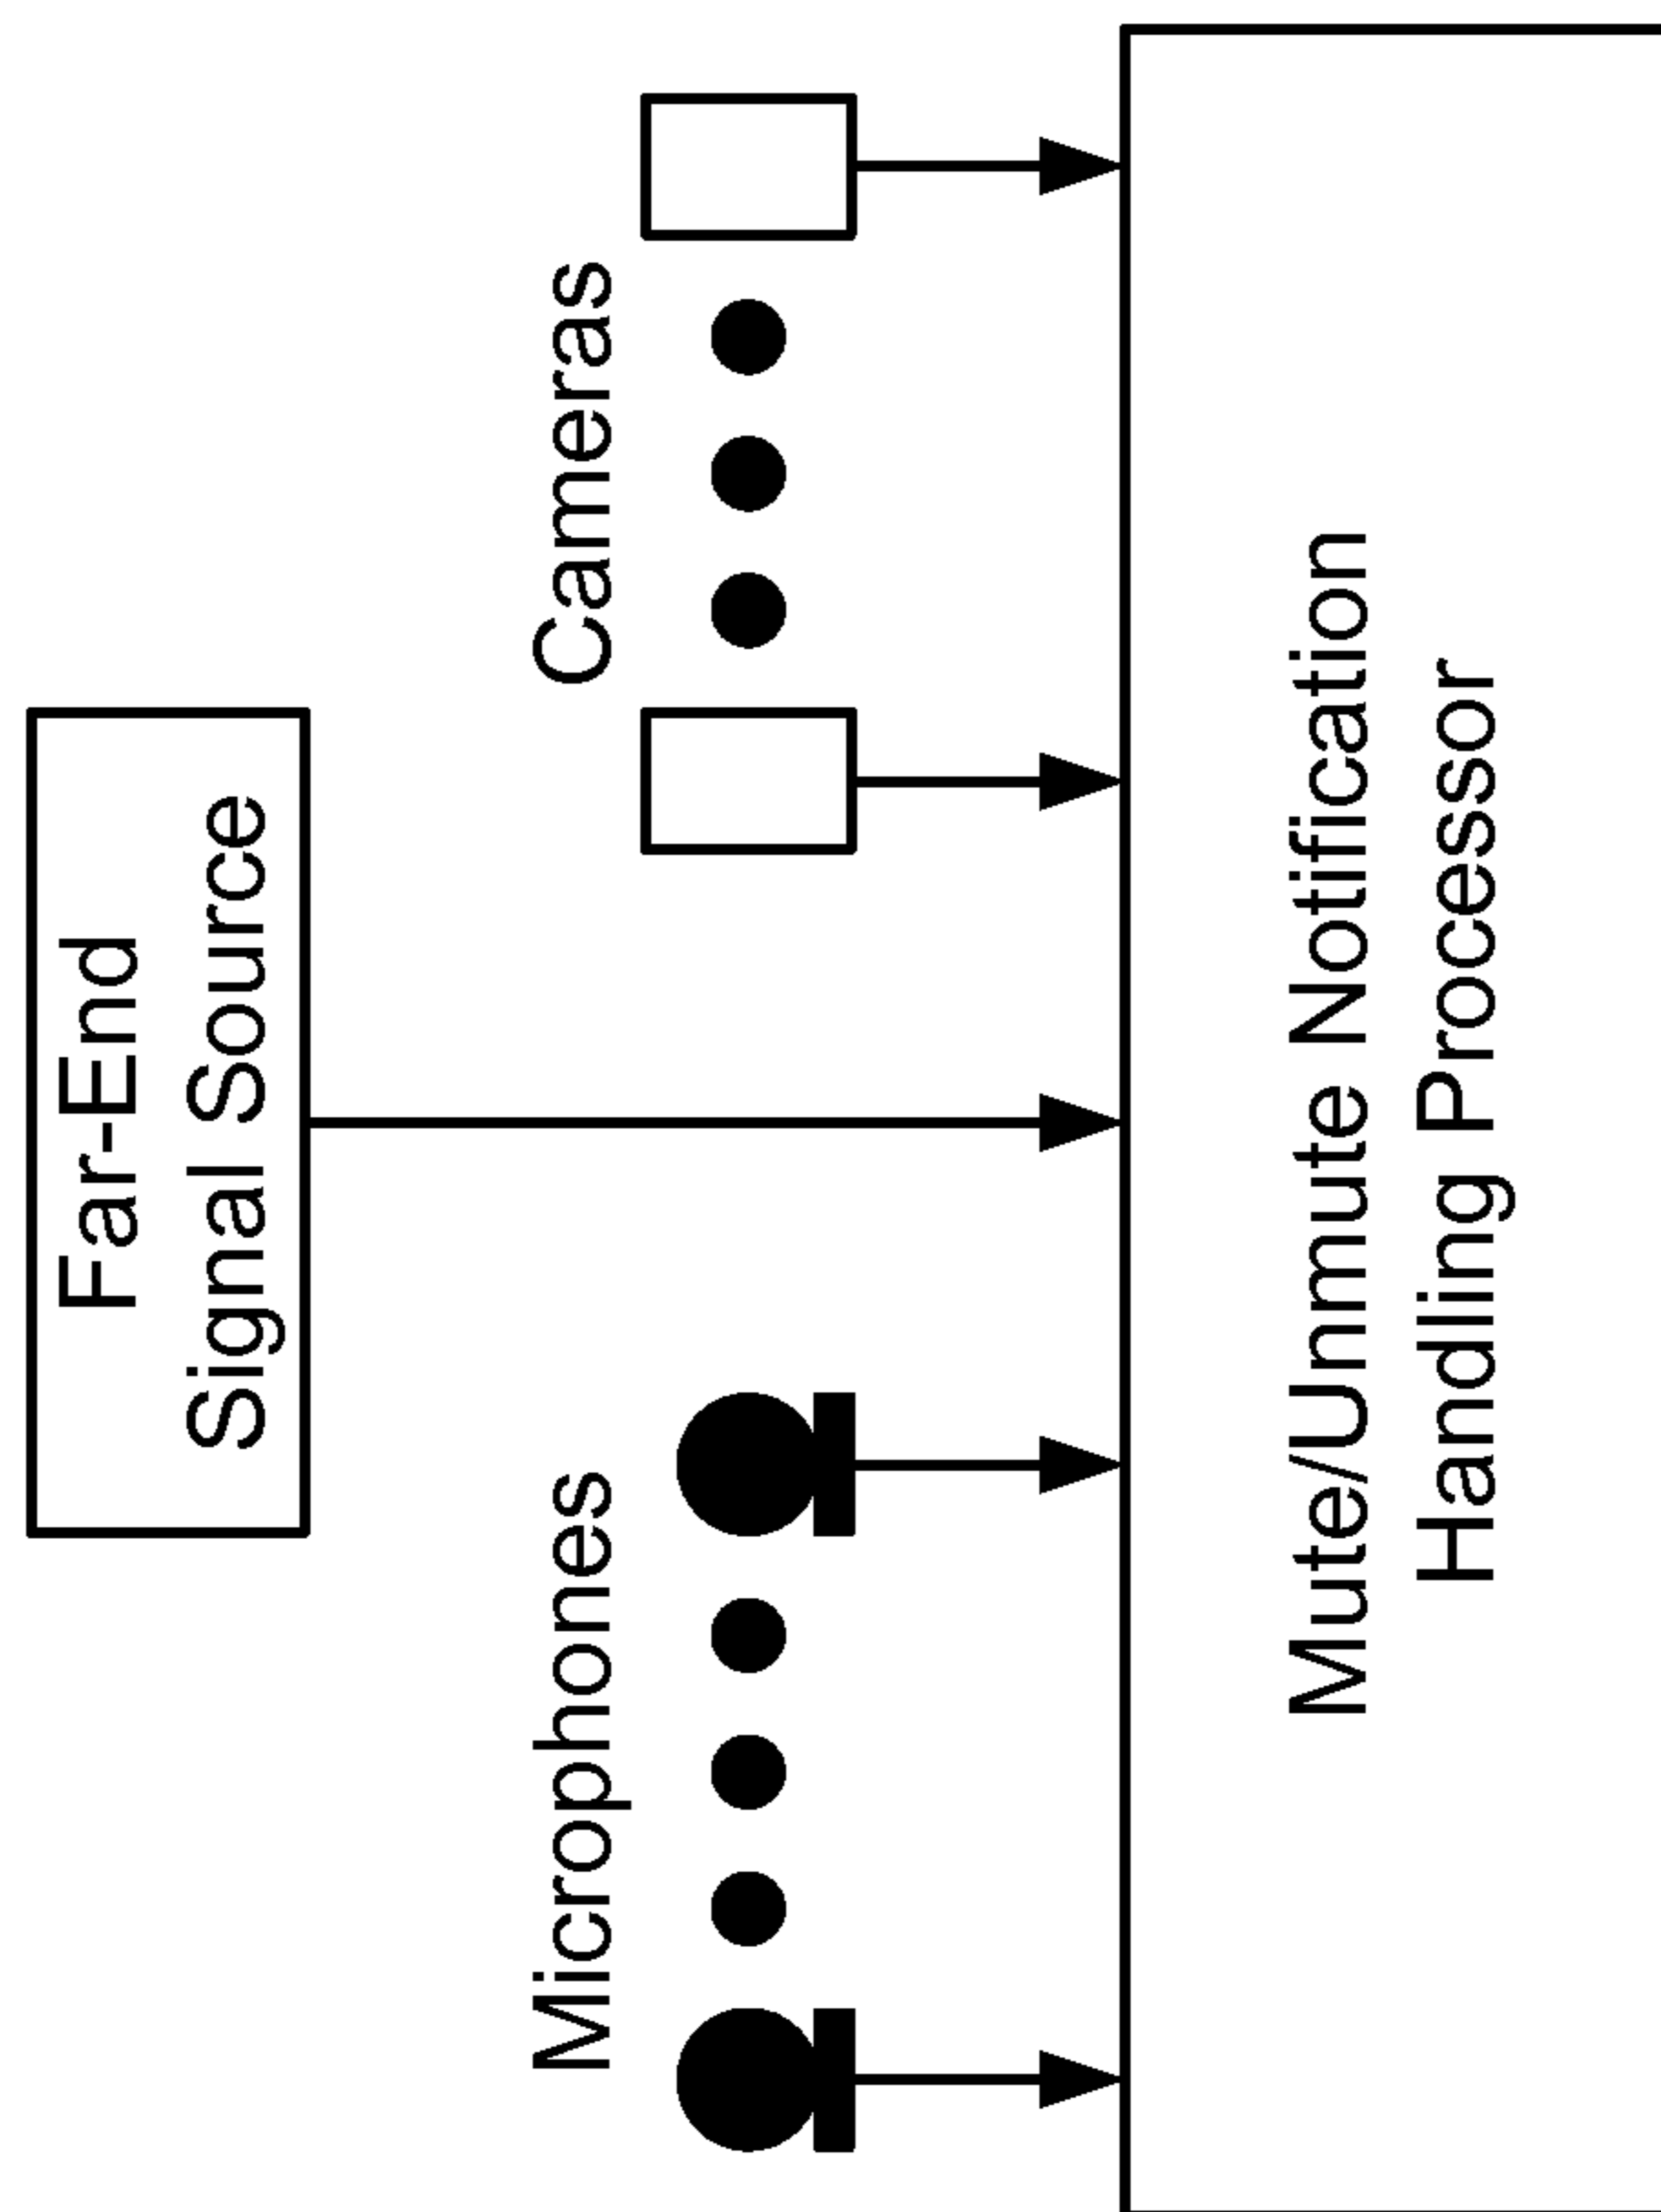 Far-End
Signal Source
Microphones
Cameras
Mute/Unmute Notification
Handling Processor